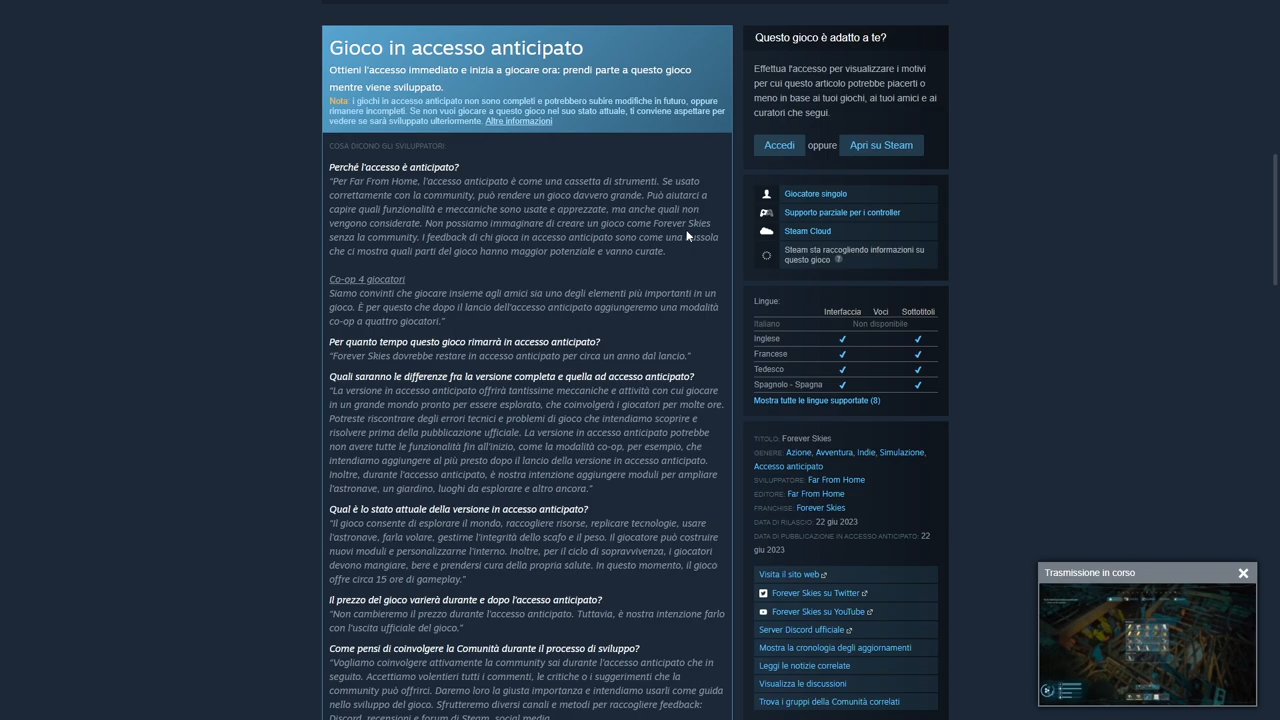 Gioco in accesso anticipato
Ottieni l'accesso immediato e inizia a giocare ora: prendi parte a questo gioco
mentre viene sviluppato.
Nota: i giochi in accesso anticipato non sono completi e potrebbero subire modifiche in futuro, oppure
rimanere incompleti. Se non vuoi giocare a questo gioco nel suo stato attuale, ti conviene aspettare per
vedere se sarà sviluppato ulteriormente. Altre informazioni
COSA DICONO GLI SVILUPPATORI:
Perché l'accesso è anticipato?
“Per Far From Home, l'accesso anticipato è come una cassetta di strumenti. Se usato
correttamente con la community, può rendere un gioco davvero grande. Può aiutarci a
capire quali funzionalità e meccaniche sono usate e apprezzate, ma anche quali non
vengono considerate. Non possiamo immaginare di creare un gioco come Forever Skies
senza la community. I feedback di chi gioca in accesso anticipato sono come una bussola
che ci mostra quali parti del gioco hanno maggior potenziale e vanno curate.
Co-op 4 giocatori
Siamo convinti che giocare insieme agli amici sia uno degli elementi più importanti in un
gioco. È per questo che dopo il lancio dell'accesso anticipato aggiungeremo una modalità
co-op a quattro giocatori.”
Per quanto tempo questo gioco rimarrà in accesso anticipato?
“Forever Skies dovrebbe restare in accesso anticipato per circa un anno dal lancio.”
Quali saranno le differenze fra la versione completa e quella ad accesso anticipato?
“La versione in accesso anticipato offrirà tantissime meccaniche e attività con cui giocare
in un grande mondo pronto per essere esplorato, che coinvolgerà i giocatori per molte ore.
Potreste riscontrare degli errori tecnici e problemi di gioco che intendiamo scoprire e
risolvere prima della pubblicazione ufficiale. La versione in accesso anticipato potrebbe
non avere tutte le funzionalità fin all'inizio, come la modalità co-op, per esempio, che
intendiamo aggiungere al più presto dopo il lancio della versione in accesso anticipato.
Inoltre, durante l'accesso anticipato, è nostra intenzione aggiungere moduli per ampliare
l'astronave, un giardino, luoghi da esplorare e altro ancora.”
Qual è lo stato attuale della versione in accesso anticipato?
“Il gioco consente di esplorare il mondo, raccogliere risorse, replicare tecnologie, usare
l'astronave, farla volare, gestirne l'integrità dello scafo e il peso. Il giocatore può costruire
nuovi moduli e personalizzarne l'interno. Inoltre, per il ciclo di sopravvivenza, i giocatori
devono mangiare, bere e prendersi cura della propria salute. In questo momento, il gioco
offre circa 15 ore di gameplay.”
Il prezzo del gioco varierà durante e dopo l'accesso anticipato?
“Non cambieremo il prezzo durante l'accesso anticipato. Tuttavia, è nostra intenzione farlo
con l'uscita ufficiale del gioco.”
Come pensi di coinvolgere la Comunità durante il processo di sviluppo?
“Vogliamo coinvolgere attivamente la community sai durante l'accesso anticipato che in
seguito. Accettiamo volentieri tutti i commenti, le critiche o i suggerimenti che la
community può offrirci. Daremo loro la giusta importanza e intendiamo usarli come guida
nello sviluppo del gioco. Sfrutteremo diversi canali e metodi per raccogliere feedback:
Discord, recensioni e forum di Steam, social media
Questo gioco è adatto a te?
Effettua l'accesso per visualizzare i motivi
per cui questo articolo potrebbe piacerti o
meno in base ai tuoi giochi, ai tuoi amici e ai
curatori che segui.
Accedi oppure Apri su Steam
Giocatore singolo
Supporto parziale per i controller
Steam Cloud
Steam sta raccogliendo informazioni su
questo gioco ?
Lingue:
Interfaccia Voci Sottotitoli
Italiano Non disponibile
Inglese ✔ ✔
Francese ✔ ✔
Tedesco ✔ ✔
Spagnolo - Spagna ✔ ✔
Mostra tutte le lingue supportate (8)
TITOLO: Forever Skies
GENERE: Azione, Avventura, Indie, Simulazione,
Accesso anticipato
SVILUPPATORE: Far From Home
EDITORE: Far From Home
FRANCHISE: Forever Skies
DATA DI RILASCIO: 22 giu 2023
DATA DI PUBBLICAZIONE IN ACCESSO ANTICIPATO: 22
giu 2023
Visita il sito web
Forever Skies su Twitter
Forever Skies su YouTube
Server Discord ufficiale
Mostra la cronologia degli aggiornamenti
Leggi le notizie correlate
Visualizza le discussioni
Trova i gruppi della Comunità correlati
Trasmissione in corso